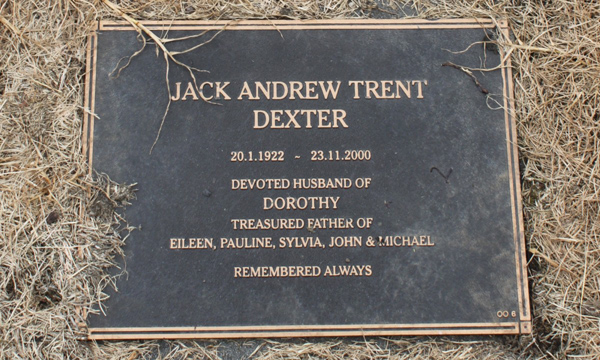 JACK ANDREW TRENT
DEXTER
20.1.1922 ~ 23.11.2000
DEVOTED HUSBAND OF
DOROTHY
TREASURED FATHER OF
EILEEN, PAULINE, SYLVIA, JOHN & MICHAEL
REMEMBERED ALWAYS
OO 6